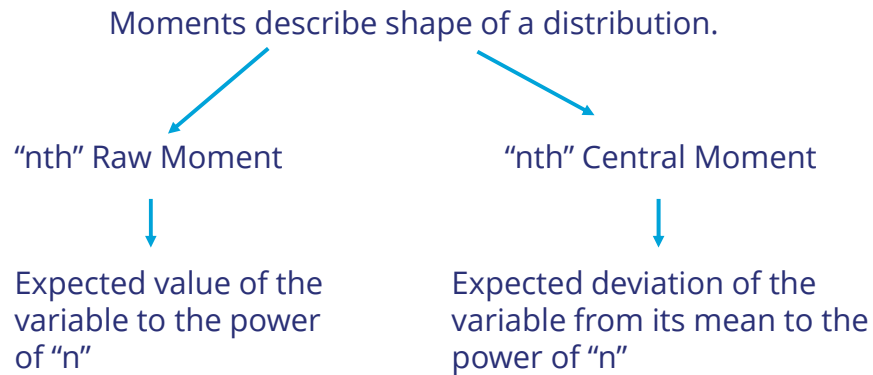 Moments describe shape of a distribution.
“nth” Raw Moment
“nth” Central Moment
Expected value of the
variable to the power
of “n”
Expected deviation of the
variable from its mean to the
power of “n”